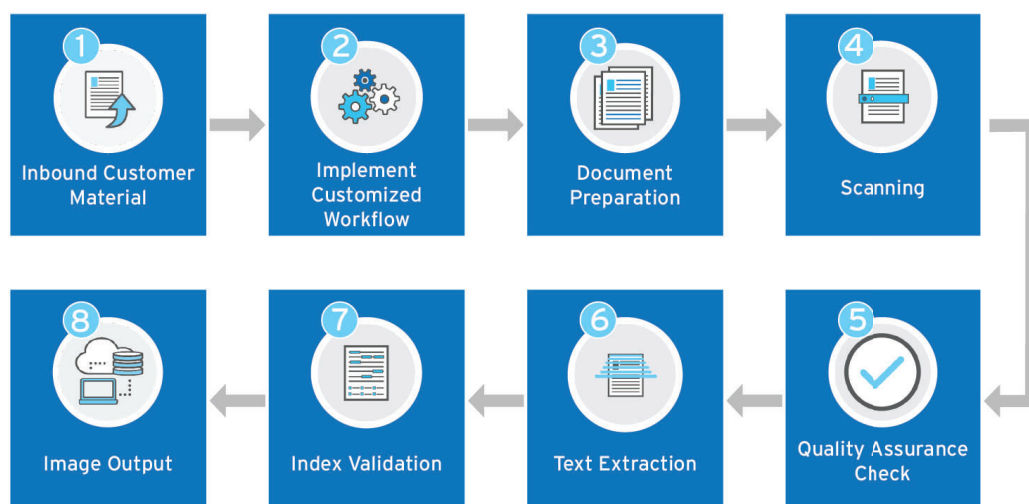 1
Inbound Customer
Material
2
Implement
Customized
Workflow
3
Document
Preparation
4
Scanning
5
Quality Assurance
Check
6
Text Extraction
7
Index Validation
8
Image Output